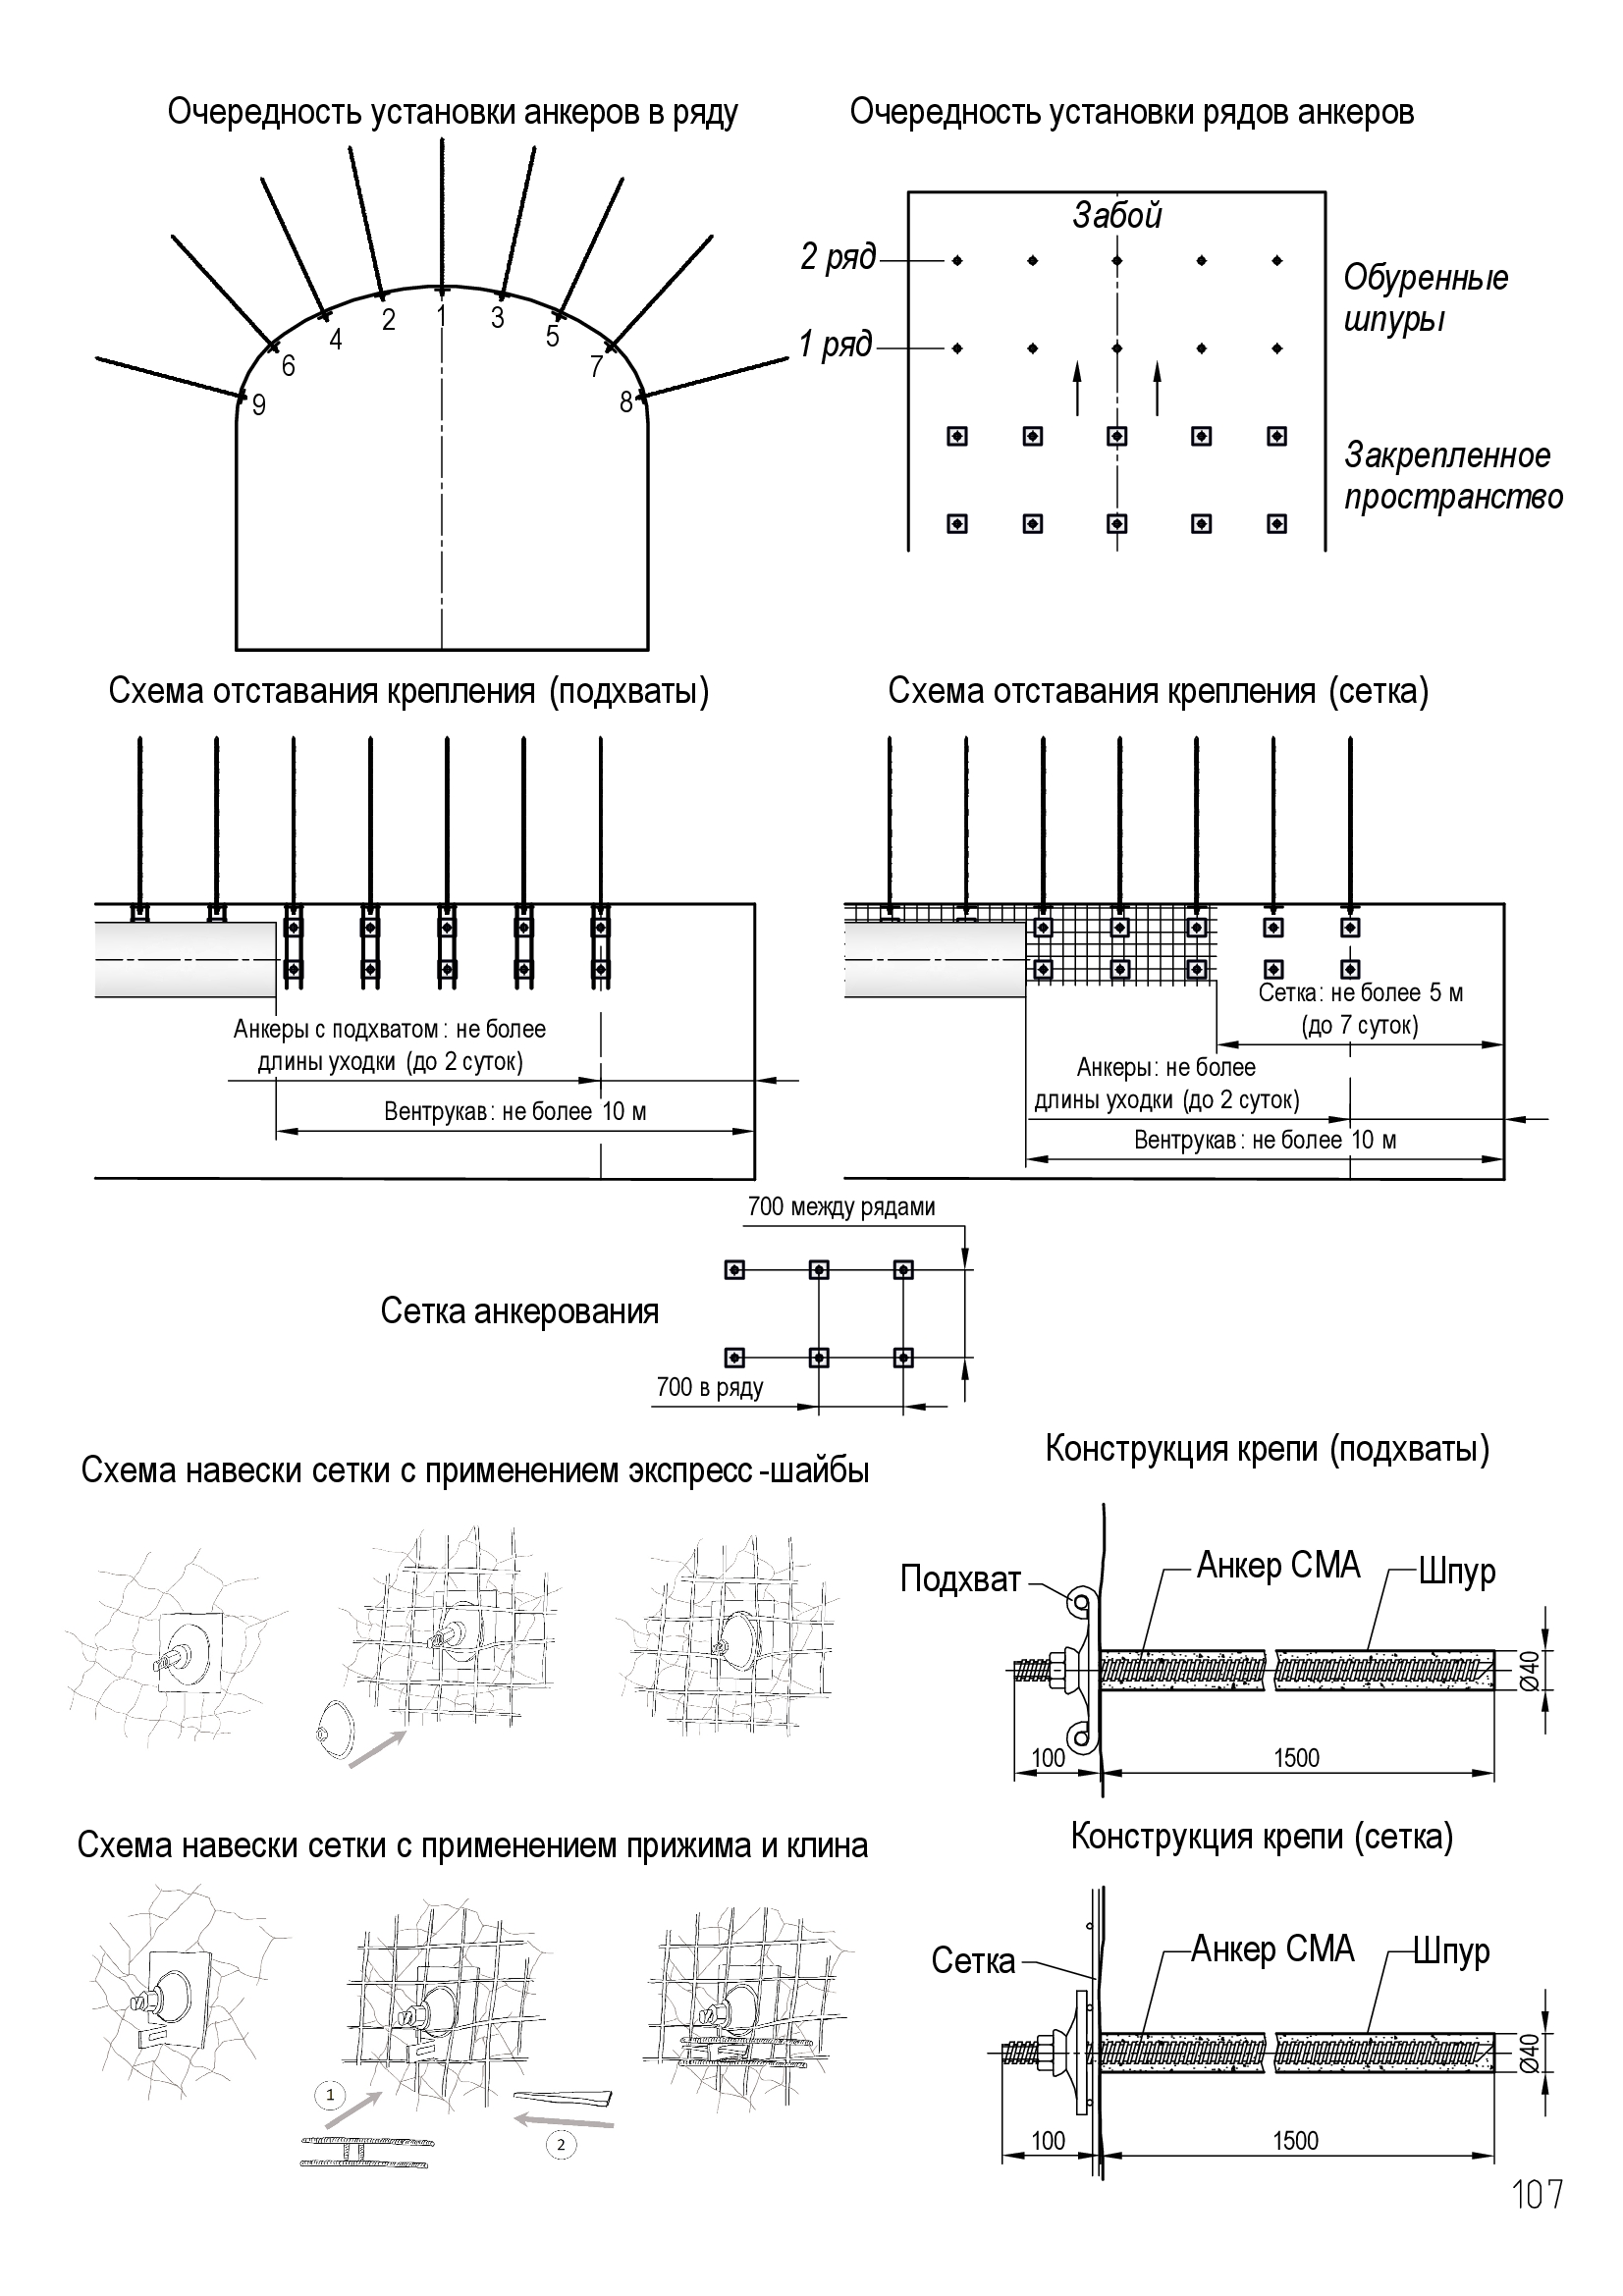 Очередность установки анкеров в ряду
1
2
3
4
5
6
7
8
9
Очередность установки рядов анкеров
Забой
2 ряд
1 ряд
Обуренные
шпуры
Закрепленное
пространство
Схема отставания крепления (подхваты)
Анкеры с подхватом: не более
длины уходки (до 2 суток)
Вентрукав: не более 10 м
Схема отставания крепления (сетка)
Сетка: не более 5 м
(до 7 суток)
Анкеры: не более
длины уходки (до 2 суток)
Вентрукав: не более 10 м
700 между рядами
Сетка анкерования
700 в ряду
Схема навески сетки с применением экспресс-шайбы
Конструкция крепи (подхваты)
Подхват
Анкер СМА
Шпур
Ø40
100
1500
Схема навески сетки с применением прижима и клина
1
2
Конструкция крепи (сетка)
Сетка
Анкер СМА
Шпур
Ø40
100
1500
107